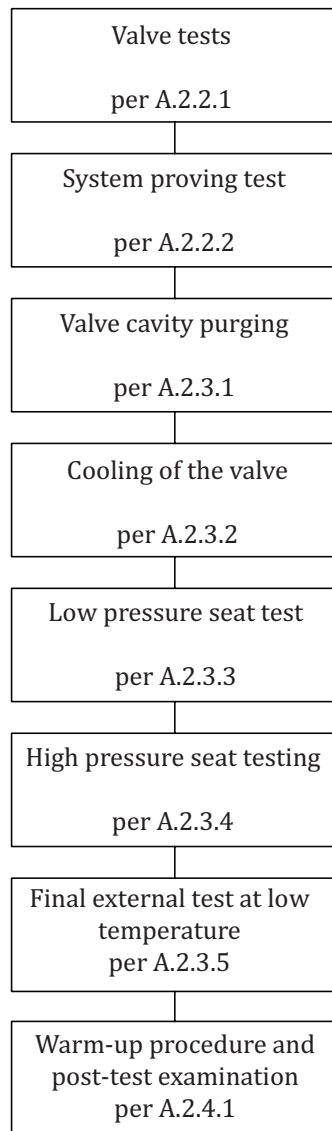 Valve tests
per A.2.2.1
System proving test
per A.2.2.2
Valve cavity purging
per A.2.3.1
Cooling of the valve
per A.2.3.2
Low pressure seat test
per A.2.3.3
High pressure seat testing
per A.2.3.4
Final external test at low
temperature
per A.2.3.5
Warm-up procedure and
post-test examination
per A.2.4.1